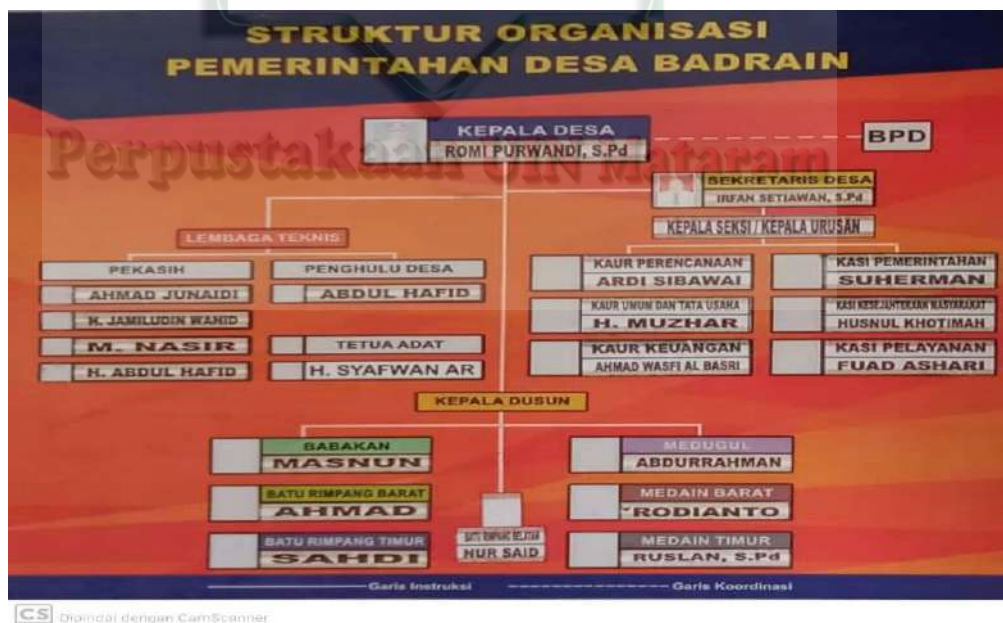 STRUKTUR ORGANISASI
PEMERINTAHAN DESA BADRAIN
KEPALA DESA
ROMI PURWANDI, S.Pd
BPD
Perpustakaan UIN Mataram
SEKRETARIS DESA
IRFAN SETIAWAN, S.Pd
KEPALA SEKSI / KEPALA URUSAN
LEMBAGA TEKNIS
PEKASIH
AHMAD JUNAIDI
H. JAMILUDIN WAHID
M. NASIR
H. ABDUL HAFID
PENGHULU DESA
ABDUL HAFID
TETUA ADAT
H. SYAFWAN AR
KAUR PERENCANAAN
ARDI SIBAWAI
KAUR UMUM DAN TATA USAHA
H. MUZHAR
KAUR KEUANGAN
AHMAD WASFI AL BASRI
KASI PEMERINTAHAN
SUHERMAN
KASI KESEJAHTERAAN MASYARAKAT
HUSNUL KHOTIMAH
KASI PELAYANAN
FUAD ASHARI
KEPALA DUSUN
BABAKAN
MASNUN
BATU RIMPANG BARAT
AHMAD
BATU RIMPANG TIMUR
SAHDI
BATU RIMPANG SELATAN
NUR SAID
MEDUGUL
ABDURRAHMAN
MEDAIN BARAT
RODIANTO
MEDAIN TIMUR
RUSLAN, S.Pd
Garis Instruksi
Garis Koordinasi
CS Dipindai dengan CamScanner